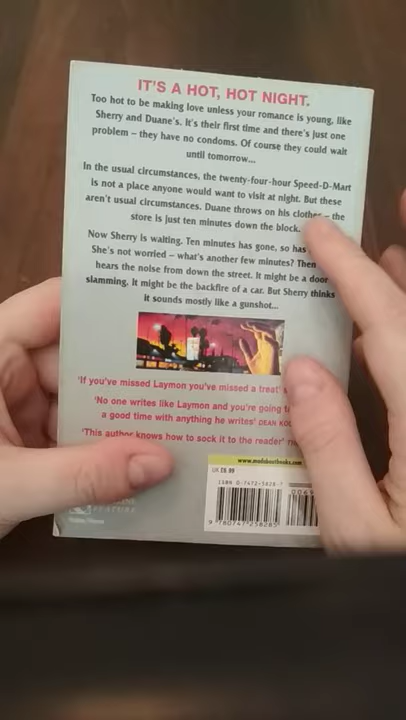 IT'S A HOT, HOT NIGHT.
Too hot to be making love unless your romance is young, like
Sherry and Duane's. It's their first time and there's just one
problem – they have no condoms. Of course they could wait
until tomorrow...
In the usual circumstances, the twenty-four-hour Speed-D-Mart
is not a place anyone would want to visit at night. But these
aren't usual circumstances. Duane throws on his clothes – the
store is just ten minutes down the block.
Now Sherry is waiting. Ten minutes has gone, so has
She's not worried – what's another few minutes? Then
hears the noise from down the street. It might be a door
slamming. It might be the backfire of a car. But Sherry thinks
it sounds mostly like a gunshot...
'If you've missed Laymon you've missed a treat'
'No one writes like Laymon and you're going
a good time with anything he writes' DEAN
'This author knows how to sock it to the reader'
www.madaboutbooks.com
UK £6.99
FEATURE